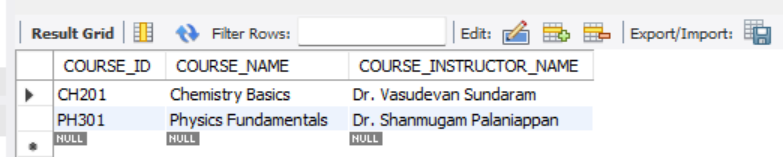 Result Grid Filter Rows: Edit: Export/Import:
COURSE_ID COURSE_NAME COURSE_INSTRUCTOR_NAME
CH201 Chemistry Basics Dr. Vasudevan Sundaram
PH301 Physics Fundamentals Dr. Shanmugam Palaniappan
NULL NULL NULL